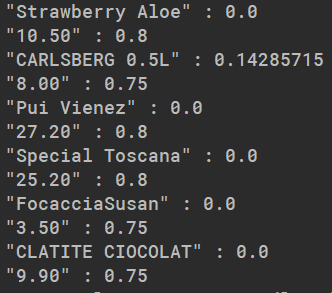 "Strawberry Aloe" : 0.0
"10.50" : 0.8
"CARLSBERG 0.5L" : 0.14285715
"8.00" : 0.75
"Pui Vienez" : 0.0
"27.20" : 0.8
"Special Toscana" : 0.0
"25.20" : 0.8
"FocacciaSusan" : 0.0
"3.50" : 0.75
"CLATITE CIOCOLAT" : 0.0
"9.90" : 0.75